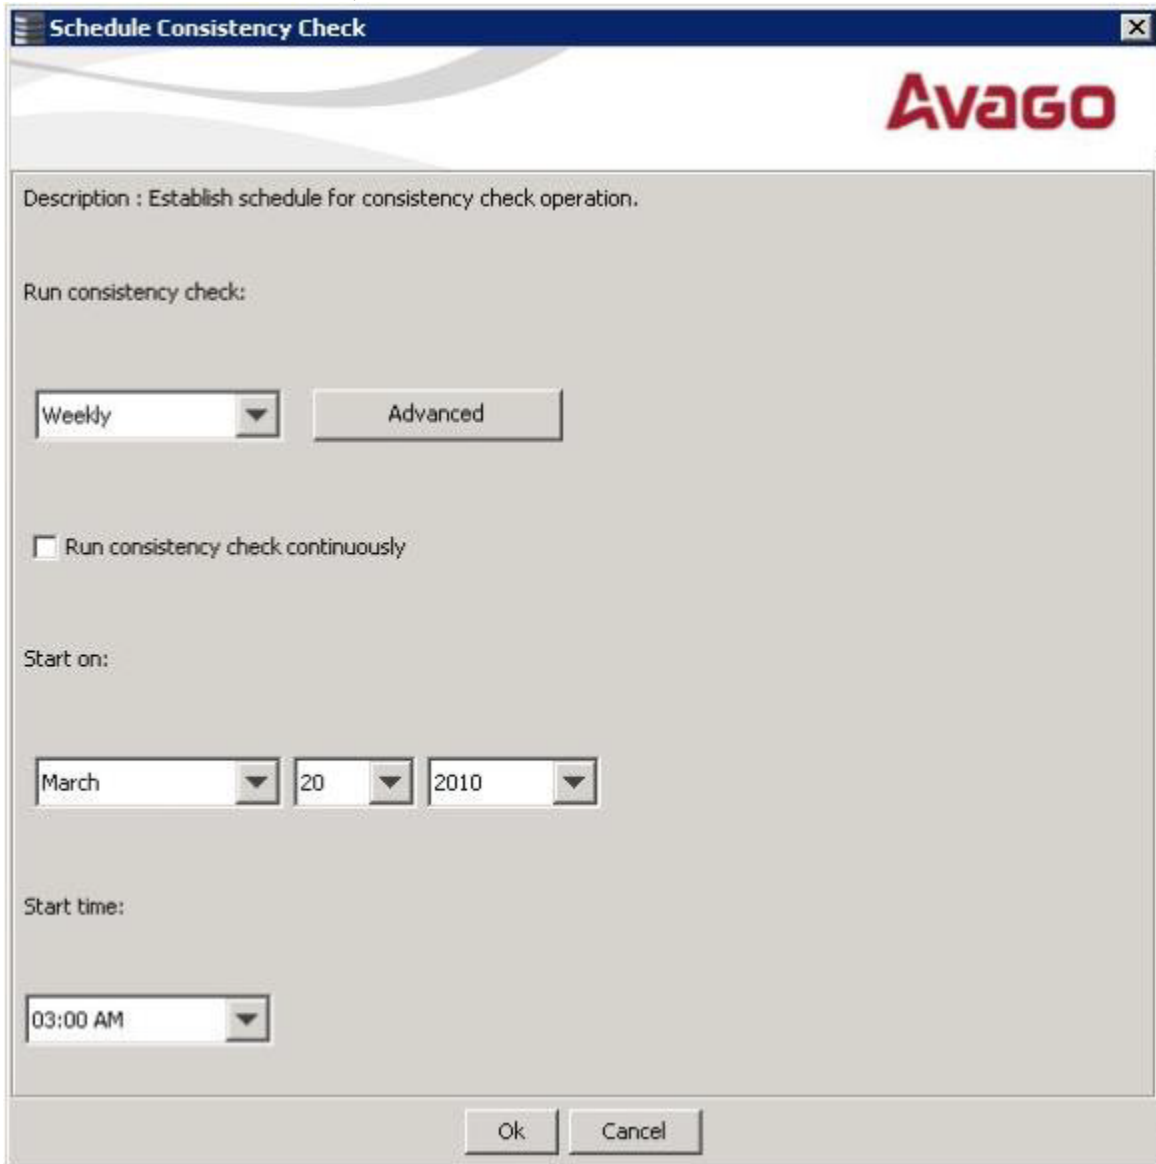 Schedule Consistency Check
AVAGO
Description : Establish schedule for consistency check operation.
Run consistency check:
Weekly Advanced
Run consistency check continuously
Start on:
March 20 2010
Start time:
03:00 AM
Ok Cancel